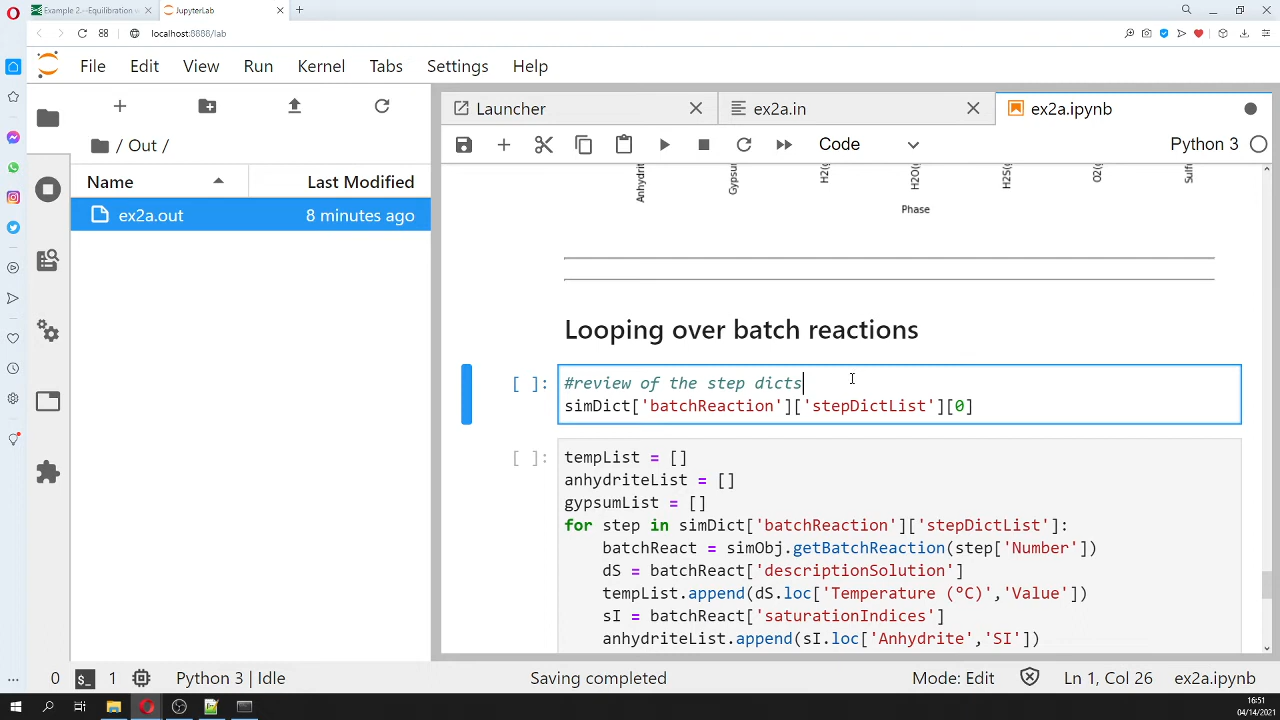 Example 2.--Equilibration
JupyterLab
localhost:8888/lab
File Edit View Run Kernel Tabs Settings Help
/ Out /
Name Last Modified
ex2a.out 8 minutes ago
Launcher ex2a.in ex2a.ipynb
Code Python 3
Anhydrit
Gypsum
H2(
H2O(
H2S(
O2(
Sulf
Phase
Looping over batch reactions
[ ]: #review of the step dicts
simDict['batchReaction']['stepDictList'][0]
[ ]: tempList = []
anhydriteList = []
gypsumList = []
for step in simDict['batchReaction']['stepDictList']:
batchReact = simObj.getBatchReaction(step['Number'])
dS = batchReact['descriptionSolution']
tempList.append(dS.loc['Temperature (°C)','Value'])
sI = batchReact['saturationIndices']
anhydriteList.append(sI.loc['Anhydrite','SI'])
0 $_ 1 Python 3 | Idle Saving completed Mode: Edit Ln 1, Col 26 ex2a.ipynb
16:51
04/14/2021